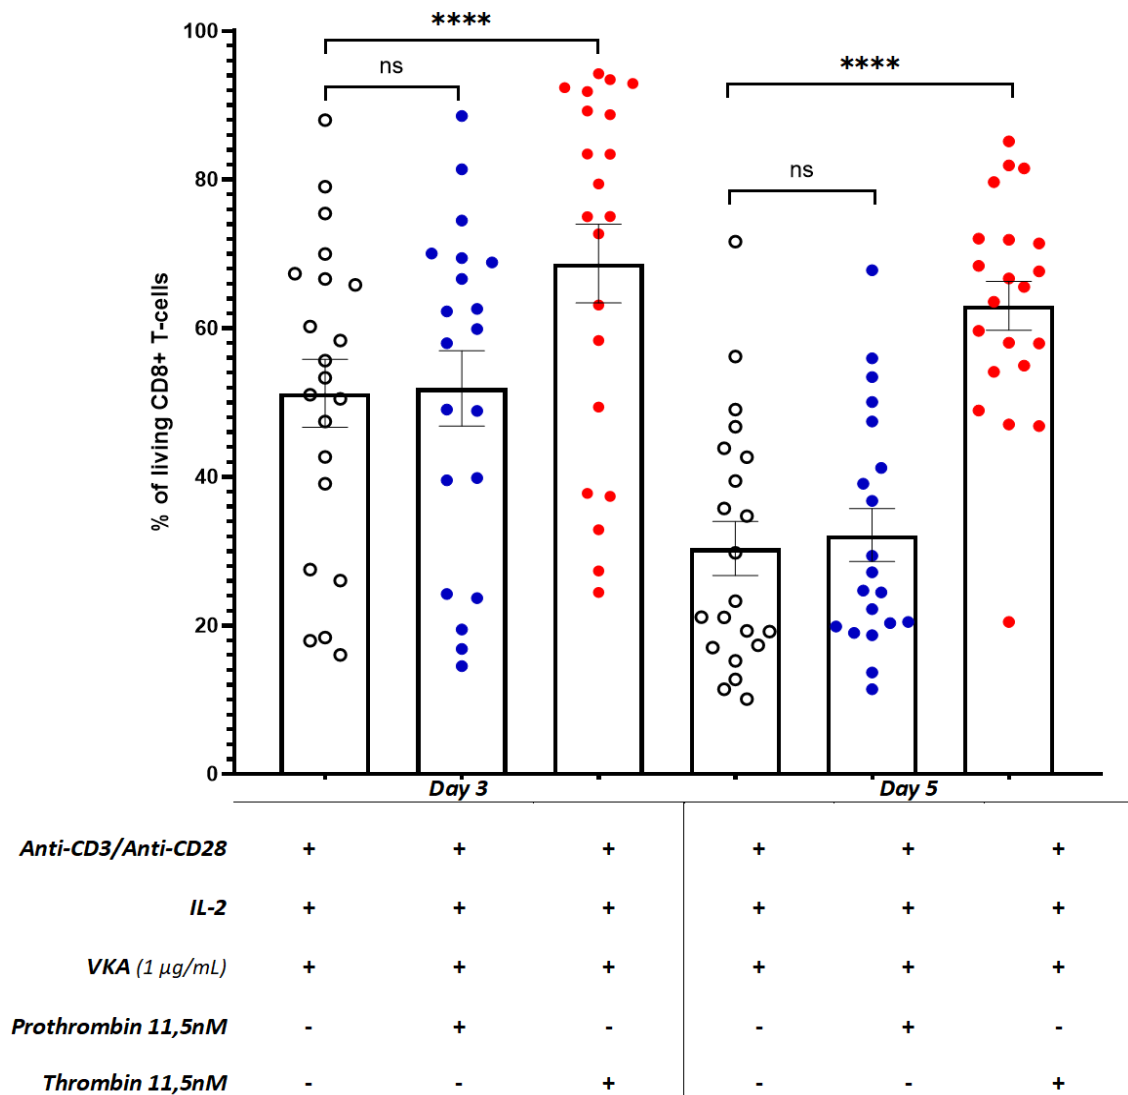 100
****
ns
****
80
ns
60
% of living CD8+ T-cells
40
20
0
Day 3 Day 5
Anti-CD3/Anti-CD28 + + + + + +
IL-2 + + + + + +
VKA (1 µg/mL) + + + + + +
Prothrombin 11,5nM - + - - + -
Thrombin 11,5nM - - + - - +